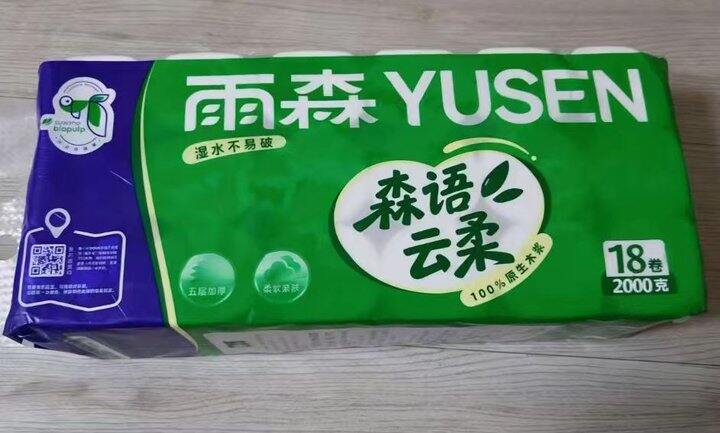 雨森 YUSEN
湿水不易破
森语
云柔
100%原生木浆
五层加厚
柔软亲肤
18卷
2000克
biopulp